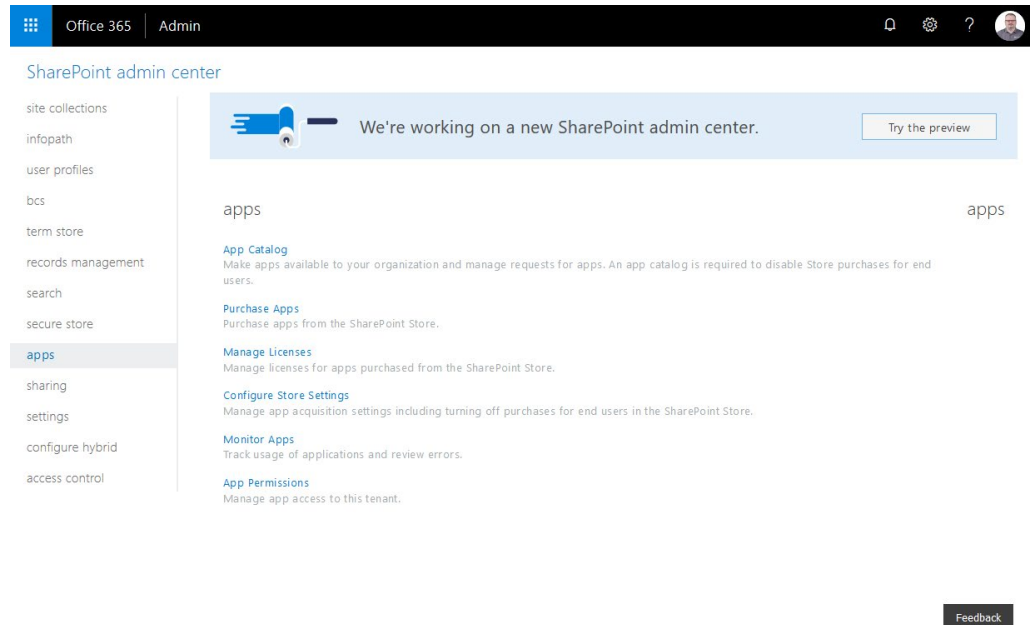 Office 365
Admin
?
SharePoint admin center
site collections
infopath
user profiles
bcs
term store
records management
search
secure store
apps
sharing
settings
configure hybrid
access control
We're working on a new SharePoint admin center.
Try the preview
apps
apps
App Catalog
Make apps available to your organization and manage requests for apps. An app catalog is required to disable Store purchases for end
users.
Purchase Apps
Purchase apps from the SharePoint Store.
Manage Licenses
Manage licenses for apps purchased from the SharePoint Store.
Configure Store Settings
Manage app acquisition settings including turning off purchases for end users in the SharePoint Store.
Monitor Apps
Track usage of applications and review errors.
App Permissions
Manage app access to this tenant.
Feedback